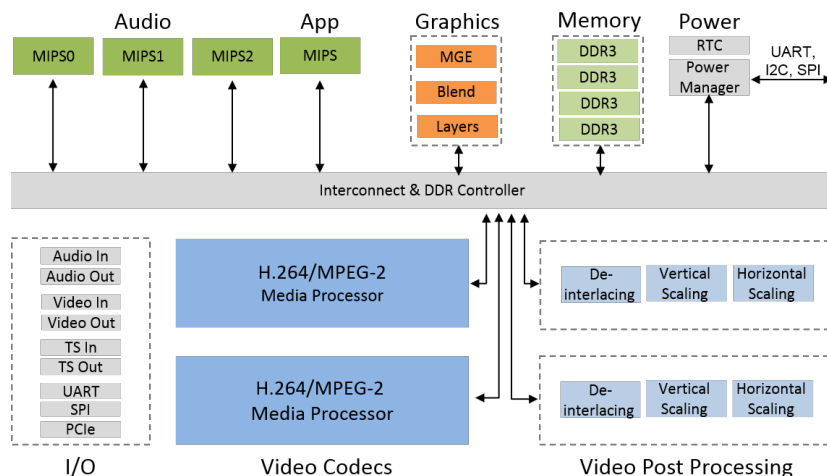 Audio
App
Graphics
Memory
Power
MIPS0
MIPS1
MIPS2
MIPS
MGE
Blend
Layers
DDR3
DDR3
DDR3
DDR3
RTC
Power
Manager
UART,
I2C, SPI
Interconnect & DDR Controller
Audio In
Audio Out
Video In
Video Out
TS In
TS Out
UART
SPI
PCIe
H.264/MPEG-2
Media Processor
De-
interlacing
Vertical
Scaling
Horizontal
Scaling
H.264/MPEG-2
Media Processor
De-
interlacing
Vertical
Scaling
Horizontal
Scaling
I/O
Video Codecs
Video Post Processing